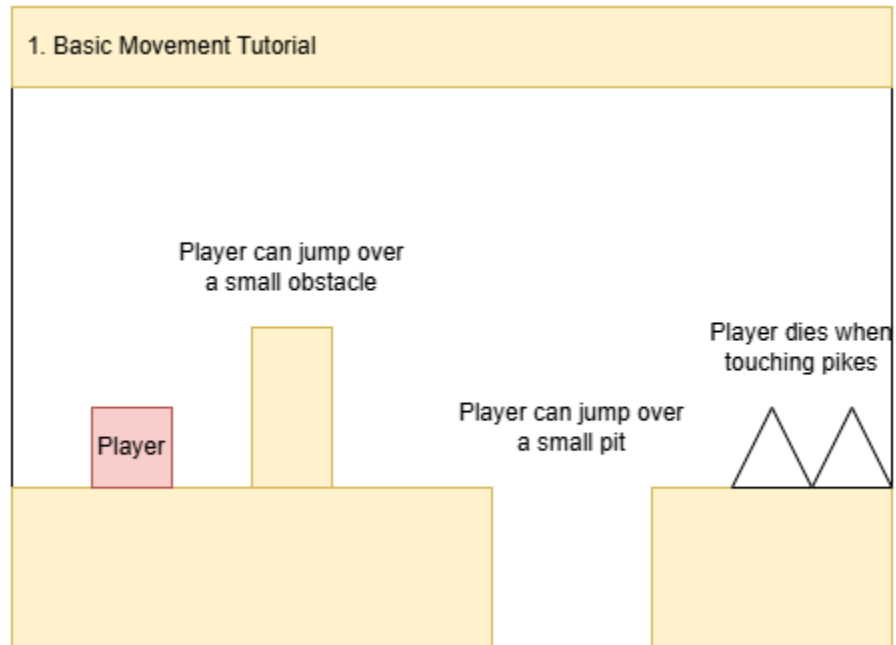 1. Basic Movement Tutorial
Player can jump over
a small obstacle
Player dies when
touching pikes
Player can jump over
a small pit
Player